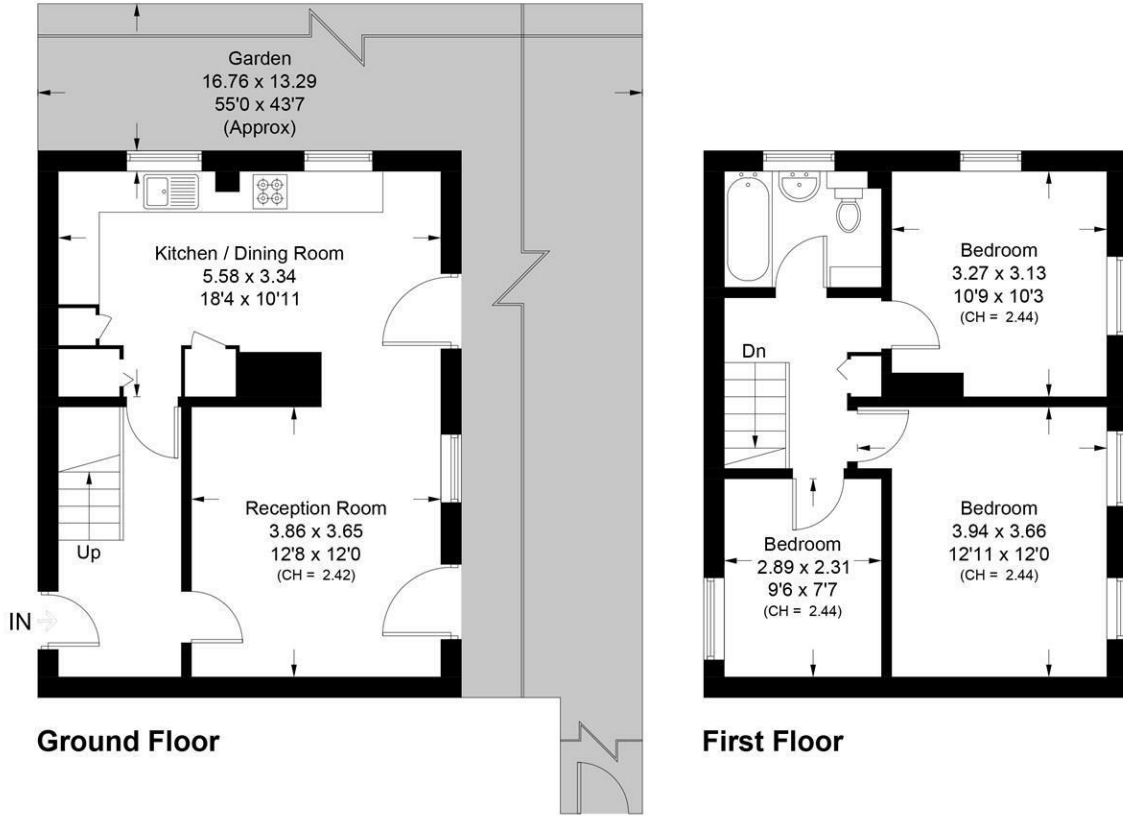 Garden
16.76 x 13.29
55'0 x 43'7
(Approx)
Kitchen / Dining Room
5.58 x 3.34
18'4 x 10'11
Up
Reception Room
3.86 x 3.65
12'8 x 12'0
(CH = 2.42)
IN
Ground Floor
Bedroom
3.27 x 3.13
10'9 x 10'3
(CH = 2.44)
Dn
Bedroom
2.89 x 2.31
9'6 x 7'7
(CH = 2.44)
Bedroom
3.94 x 3.66
12'11 x 12'0
(CH = 2.44)
First Floor